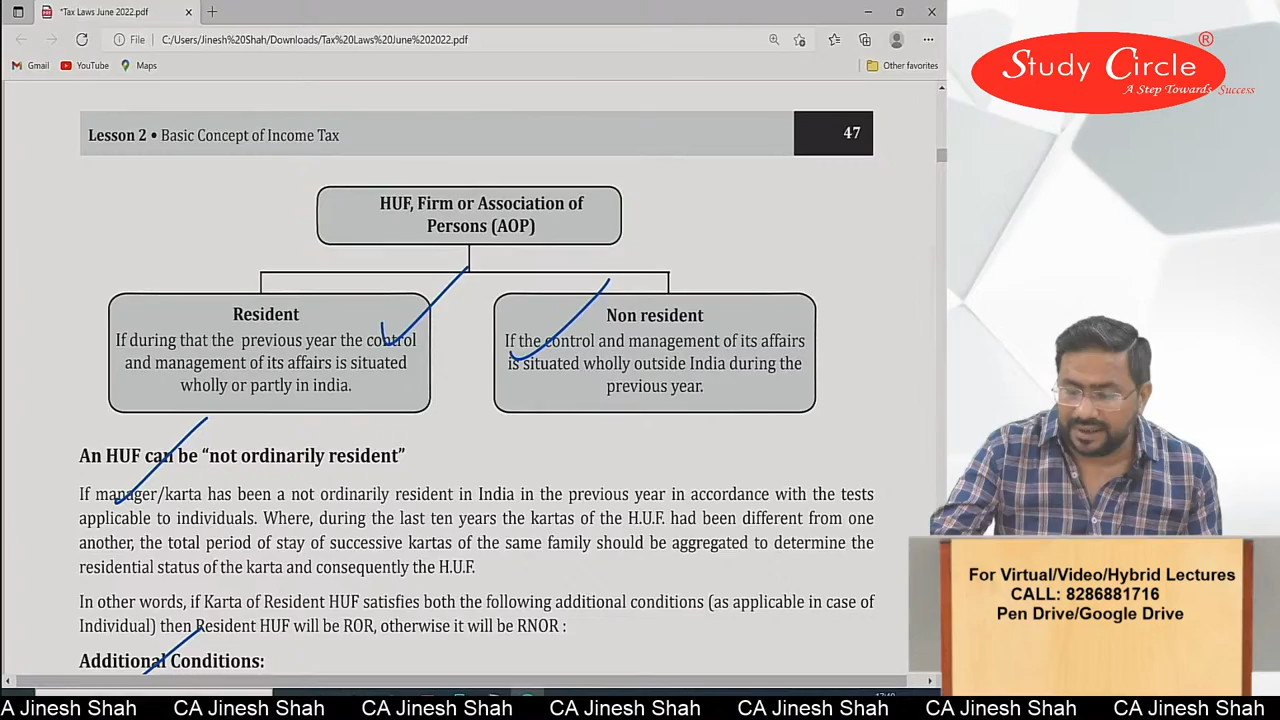 *Tax Laws June 2022.pdf
File
C:/Users/Jinesh%20Shah/Downloads/Tax%20Laws%20June%202022.pdf
Gmail
YouTube
Maps
Other favorites
Study Circle ®
A Step Towards Success
Lesson 2 • Basic Concept of Income Tax
47
HUF, Firm or Association of
Persons (AOP)
Resident
If during that the previous year the control
and management of its affairs is situated
wholly or partly in india.
Non resident
If the control and management of its affairs
is situated wholly outside India during the
previous year.
An HUF can be “not ordinarily resident”
If manager/karta has been a not ordinarily resident in India in the previous year in accordance with the tests
applicable to individuals. Where, during the last ten years the kartas of the H.U.F. had been different from one
another, the total period of stay of successive kartas of the same family should be aggregated to determine the
residential status of the karta and consequently the H.U.F.
In other words, if Karta of Resident HUF satisfies both the following additional conditions (as applicable in case of
Individual) then Resident HUF will be ROR, otherwise it will be RNOR :
Additional Conditions:
For Virtual/Video/Hybrid Lectures
CALL: 8286881716
Pen Drive/Google Drive
A Jinesh Shah CA Jinesh Shah CA Jinesh Shah CA Jinesh Shah CA Jinesh Shah CA Jinesh Shah CA Jinesh Shah